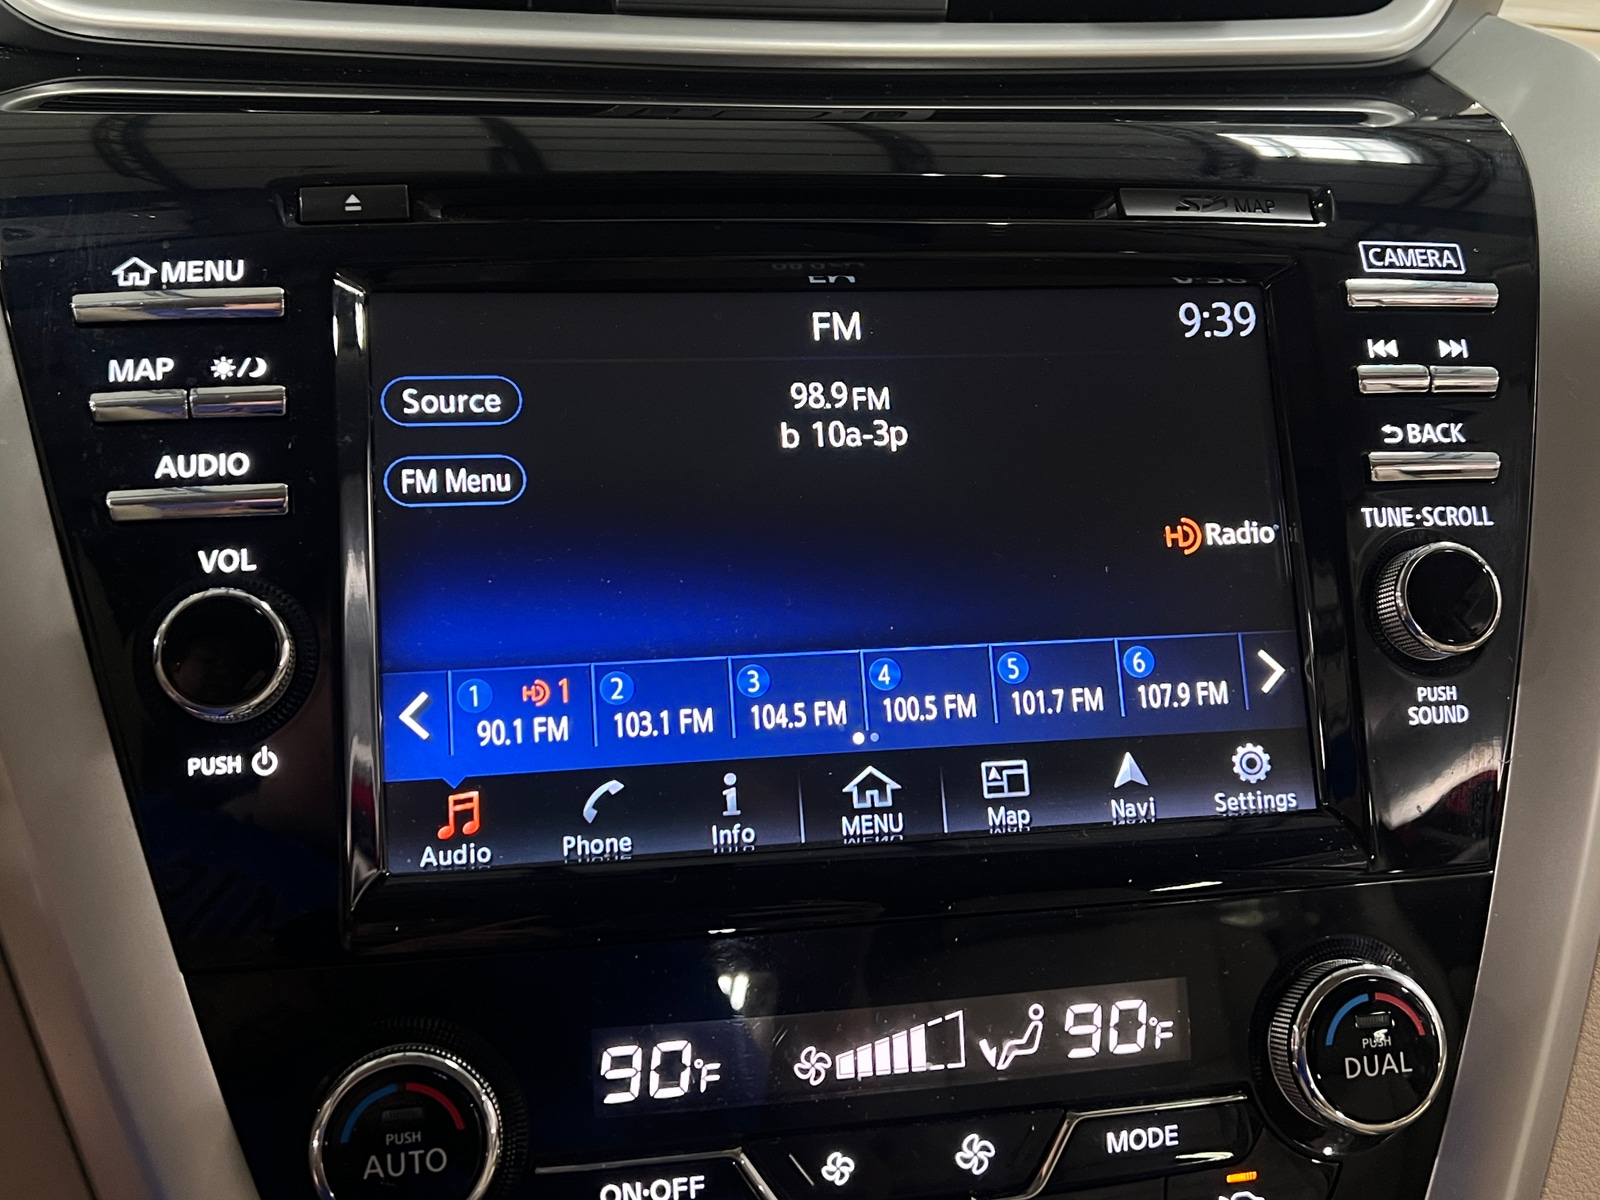 SD MAP
MENU
CAMERA
FM
9:39
MAP
Source
98.9 FM
b 10a-3p
BACK
AUDIO
FM Menu
TUNE·SCROLL
HD Radio
VOL
1 HD 1
90.1 FM
2
103.1 FM
3
104.5 FM
4
100.5 FM
5
101.7 FM
6
107.9 FM
PUSH
SOUND
PUSH
Audio
Phone
Info
MENU
Map
Navi
Settings
90°F
90°F
PUSH
DUAL
PUSH
AUTO
MODE
ON·OFF